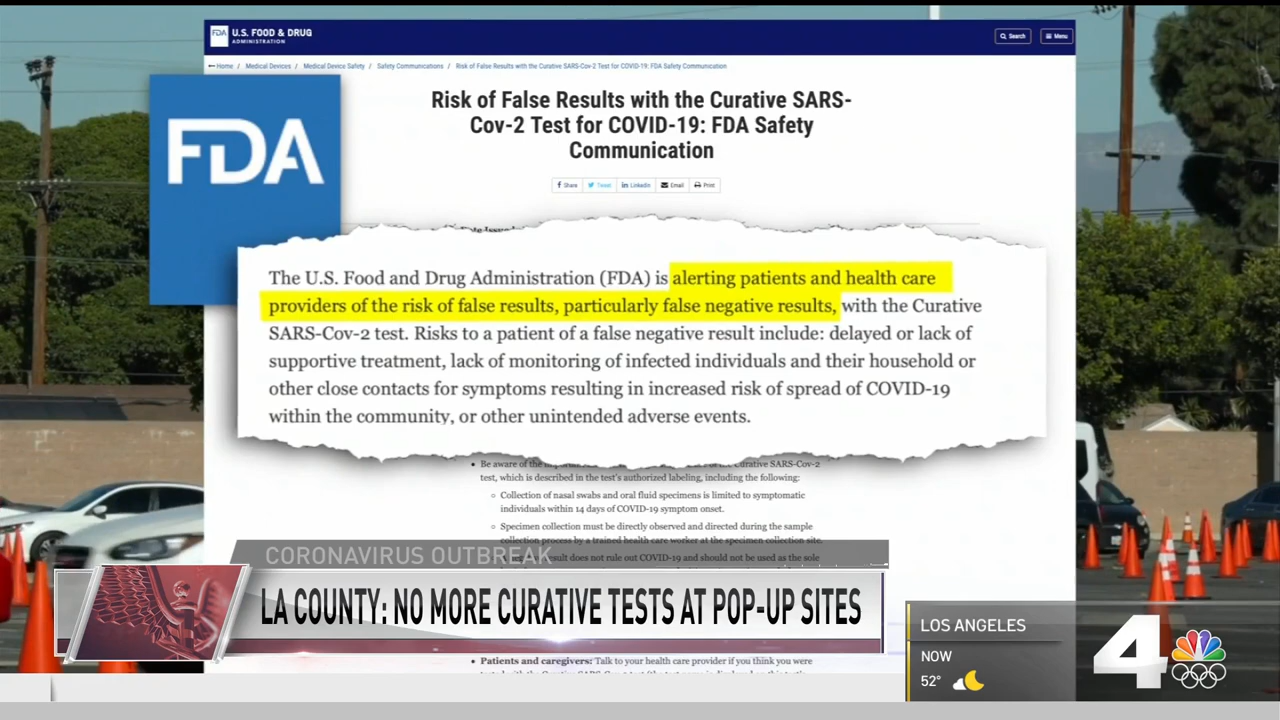 FDA U.S. FOOD & DRUG
ADMINISTRATION
Search
Menu
Home / Medical Devices / Medical Device Safety / Safety Communications / Risk of False Results with the Curative SARS-Cov-2 Test for COVID-19: FDA Safety Communication
FDA
Risk of False Results with the Curative SARS-
Cov-2 Test for COVID-19: FDA Safety
Communication
Share Tweet Linkedin Email Print
The U.S. Food and Drug Administration (FDA) is alerting patients and health care
providers of the risk of false results, particularly false negative results, with the Curative
SARS-Cov-2 test. Risks to a patient of a false negative result include: delayed or lack of
supportive treatment, lack of monitoring of infected individuals and their household or
other close contacts for symptoms resulting in increased risk of spread of COVID-19
within the community, or other unintended adverse events.
Be aware of the Curative SARS-CoV-2
test, which is described in the test's authorized labeling, including the following:
Collection of nasal swabs and oral fluid specimens is limited to symptomatic
individuals within 14 days of COVID-19 symptom onset.
Specimen collection must be directly observed and directed during the sample
collection process by a trained health care worker at the specimen collection site.
result does not rule out COVID-19 and should not be used as the sole
CORONAVIRUS OUTBREAK
LA COUNTY: NO MORE CURATIVE TESTS AT POP-UP SITES
Patients and caregivers: Talk to your health care provider if you think you were
LOS ANGELES
NOW
52°
4